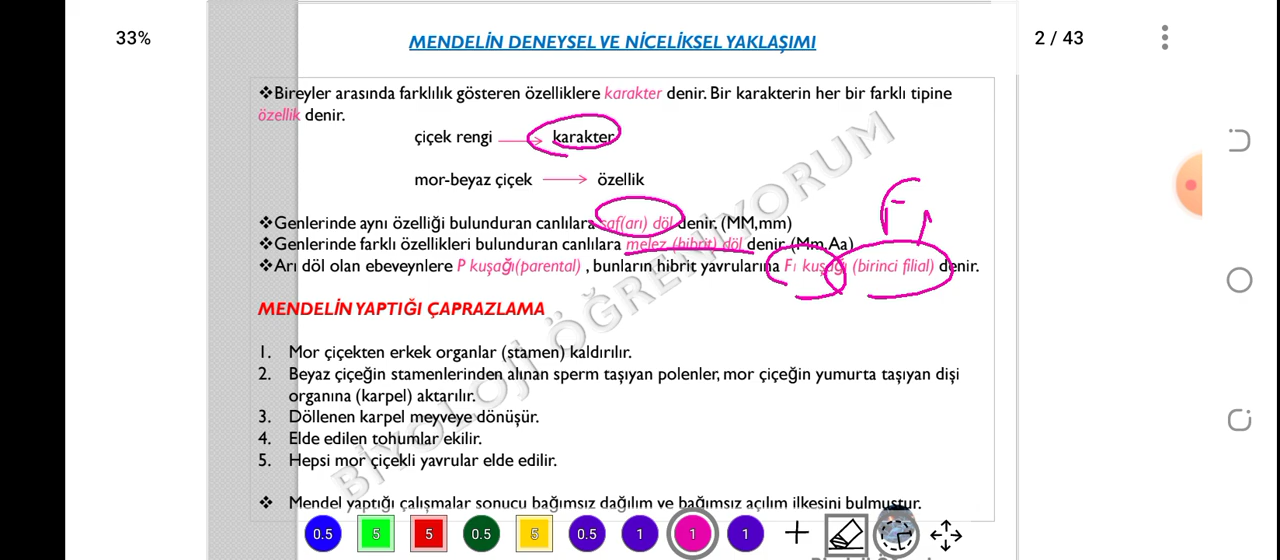 33%
2 / 43
MENDELİN DENEYSEL VE NİCELİKSEL YAKLAŞIMI
❖Bireyler arasında farklılık gösteren özelliklere karakter denir. Bir karakterin her bir farklı tipine
özellik denir.
çiçek rengi → karakter
mor-beyaz çiçek → özellik
F1
❖Genlerinde aynı özelliği bulunduran canlılara saf(arı) döl denir. (MM,mm)
❖Genlerinde farklı özellikleri bulunduran canlılara melez (hibrit) döl denir (Mm,Aa)
❖Arı döl olan ebeveynlere P kuşağı(parental) , bunların hibrit yavrularına F1 kuşağı (birinci filial) denir.
MENDELİN YAPTIĞI ÇAPRAZLAMA
1. Mor çiçekten erkek organlar (stamen) kaldırılır.
2. Beyaz çiçeğin stamenlerinden alınan sperm taşıyan polenler, mor çiçeğin yumurta taşıyan dişi
organına (karpel) aktarılır.
3. Döllenen karpel meyveye dönüşür.
4. Elde edilen tohumlar ekilir.
5. Hepsi mor çiçekli yavrular elde edilir.
❖ Mendel yaptığı çalışmalar sonucu bağımsız dağılım ve bağımsız açılım ilkesini bulmuştur.
BİYOLOJİ ÖĞRENİYORUM
0.5 5 5 0.5 5 0.5 1 1 1